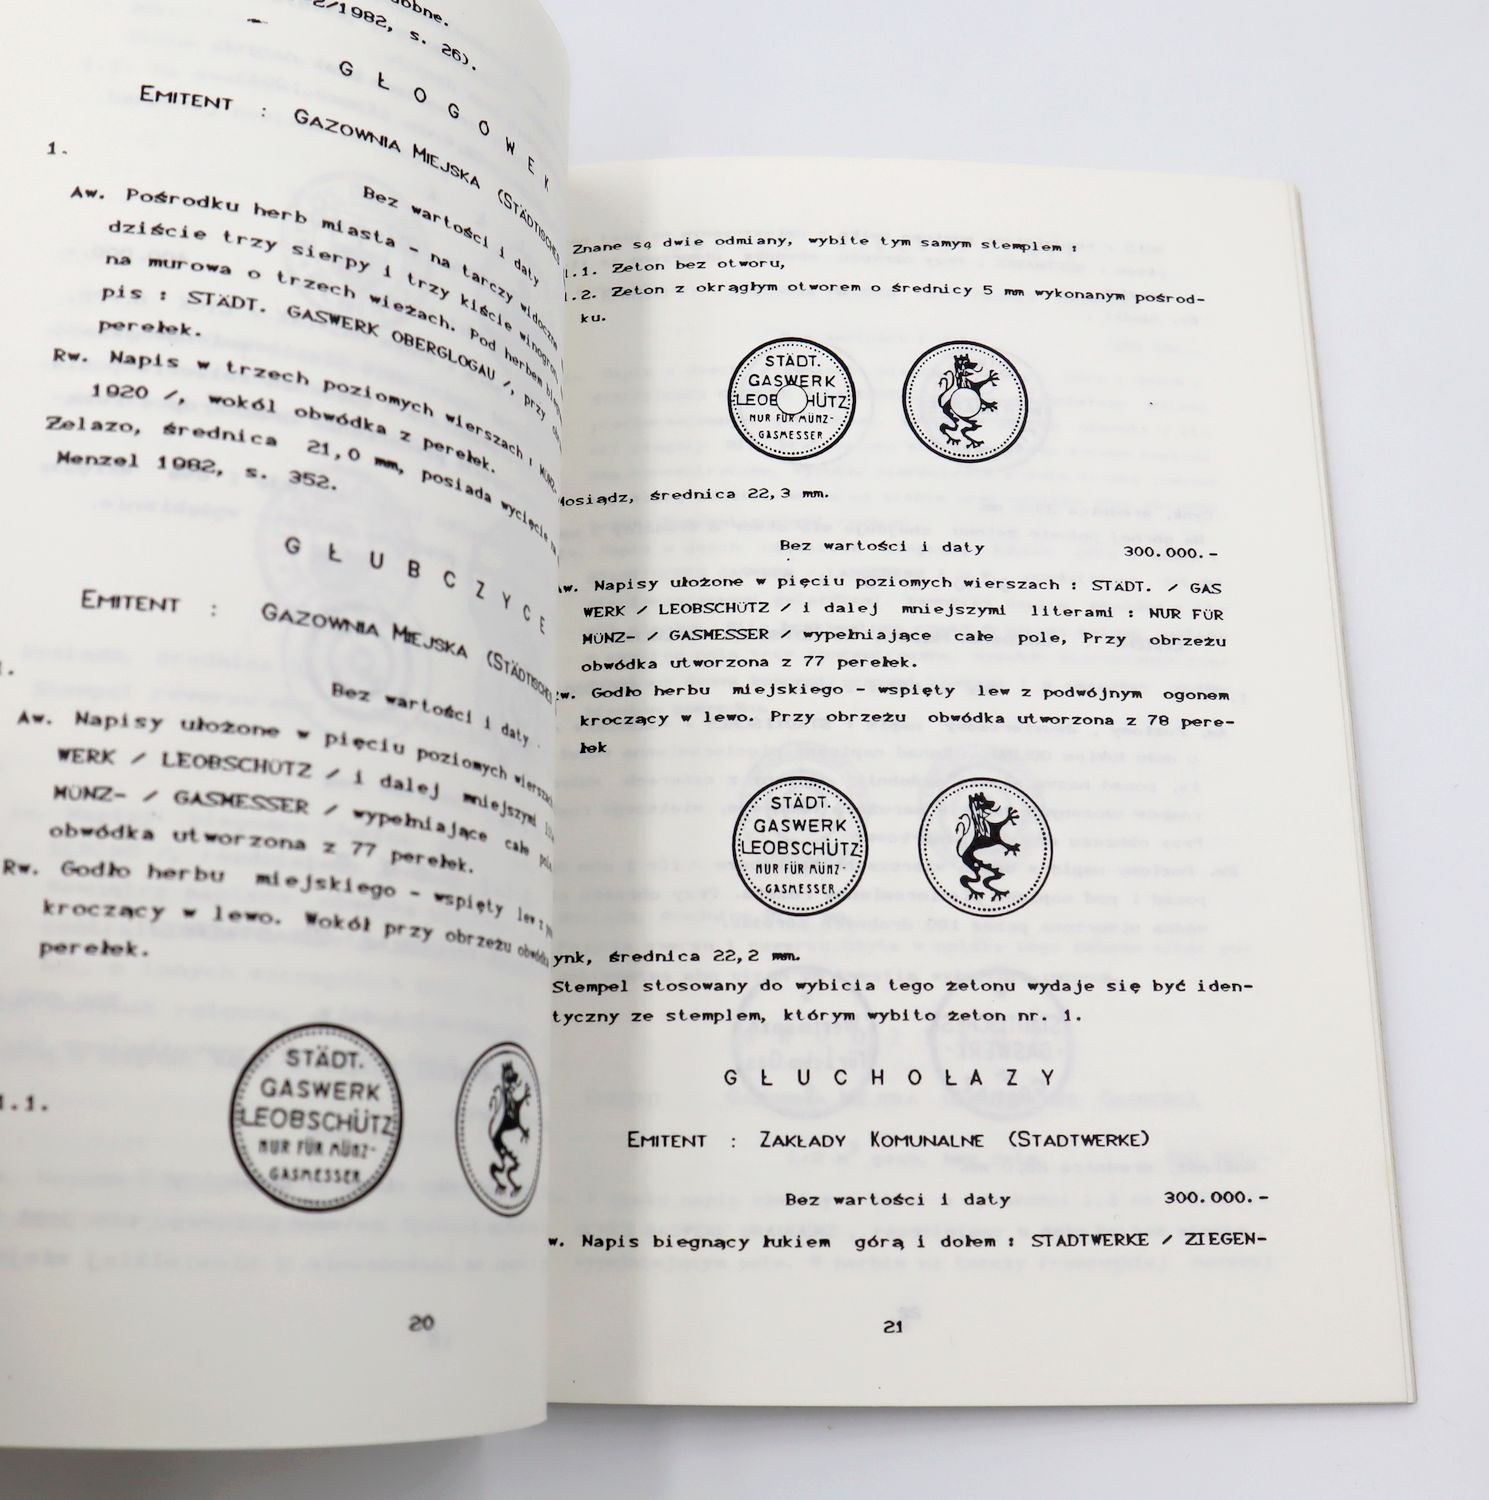 2/1982, s. 26).
GŁOGOWEK
EMITENT : GAZOWNIA MIEJSKA (STÄDTISCHES
1.
Bez wartości i daty
Aw. Pośrodku herb miasta - na tarczy widoczne
dziście trzy sierpy i trzy kiście winogron,
na murowa o trzech wieżach. Pod herbem
pis : STÄDT. GASWERK OBERGLOGAU /, przy
perełek.
Rw. Napis w trzech poziomych wierszach : MÜNZ-
1920 /, wokół obwódka z perełek.
Żelazo, średnica 21,0 mm, posiada wycięcie na
Menzel 1982, s. 352.
GŁUBCZYCE
EMITENT : GAZOWNIA MIEJSKA (STÄDTISCHES
Bez wartości i daty
Aw. Napisy ułożone w pięciu poziomych wierszach
WERK / LEOBSCHÜTZ / i dalej mniejszymi
MÜNZ- / GASMESSER / wypełniające całe pole,
obwódka utworzona z 77 perełek.
Rw. Godło herbu miejskiego - wspięty lew z
kroczący w lewo. Wokół przy obrzeżu obwódka
perełek.
1.1.
STÄDT.
GASWERK
LEOBSCHÜTZ
NUR FÜR MÜNZ-
GASMESSER
20
Znane są dwie odmiany, wybite tym samym stemplem :
1.1. Żeton bez otworu,
1.2. Żeton z okrągłym otworem o średnicy 5 mm wykonanym pośrod-
ku.
STÄDT.
GASWERK
LEOB HÜTZ
NUR FÜR MÜNZ-
GASMESSER
Mosiądz, średnica 22,3 mm.
Bez wartości i daty 300.000.-
Aw. Napisy ułożone w pięciu poziomych wierszach : STÄDT. / GAS
WERK / LEOBSCHÜTZ / i dalej mniejszymi literami : NUR FÜR
MÜNZ- / GASMESSER / wypełniające całe pole, Przy obrzeżu
obwódka utworzona z 77 perełek.
Rw. Godło herbu miejskiego - wspięty lew z podwójnym ogonem
kroczący w lewo. Przy obrzeżu obwódka utworzona z 78 pere-
łek
STÄDT.
GASWERK
LEOBSCHÜTZ
NUR FÜR MÜNZ-
GASMESSER
ynk, średnica 22,2 mm.
Stempel stosowany do wybicia tego żetonu wydaje się być iden-
tyczny ze stemplem, którym wybito żeton nr. 1.
GŁUCHOŁAZY
EMITENT : ZAKŁADY KOMUNALNE (STADTWERKE)
Bez wartości i daty 300.000.-
w. Napis biegnący łukiem górą i dołem : STADTWERKE / ZIEGEN-
21